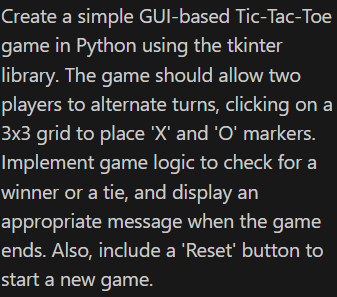 Create a simple GUI-based Tic-Tac-Toe
game in Python using the tkinter
library. The game should allow two
players to alternate turns, clicking on a
3x3 grid to place 'X' and 'O' markers.
Implement game logic to check for a
winner or a tie, and display an
appropriate message when the game
ends. Also, include a 'Reset' button to
start a new game.